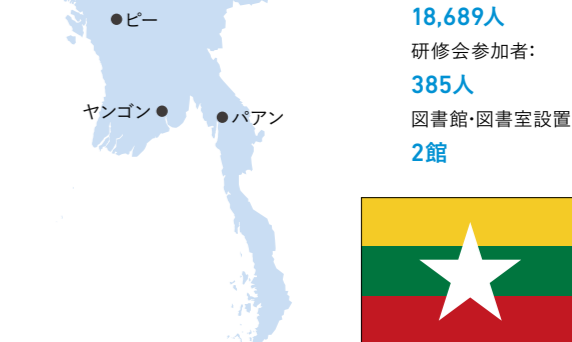 ●ピー
ヤンゴン●
●パアン
18,689人
研修会参加者：
385人
図書館・図書室設置
2館